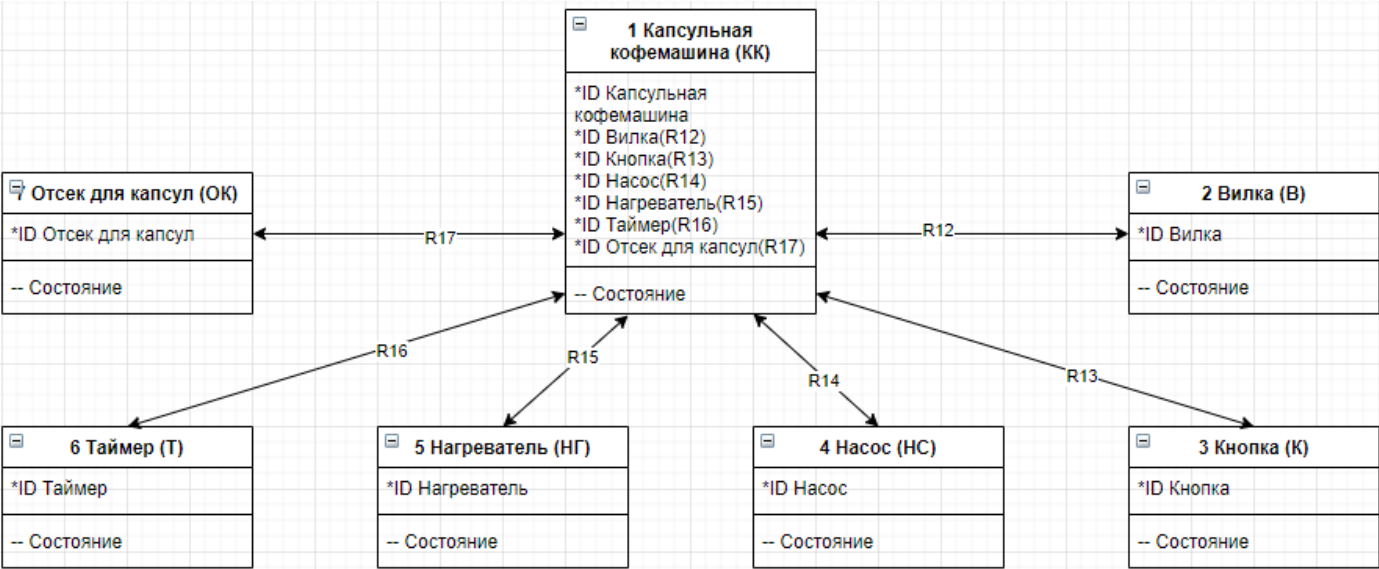 1 Капсульная
кофемашина (КК)
*ID Капсульная
кофемашина
*ID Вилка(R12)
*ID Кнопка(R13)
*ID Насос(R14)
*ID Нагреватель(R15)
*ID Таймер(R16)
*ID Отсек для капсул(R17)
-- Состояние
7 Отсек для капсул (ОК)
*ID Отсек для капсул
-- Состояние
R17
R12
2 Вилка (В)
*ID Вилка
-- Состояние
R16
R15
R14
R13
6 Таймер (Т)
*ID Таймер
-- Состояние
5 Нагреватель (НГ)
*ID Нагреватель
-- Состояние
4 Насос (НС)
*ID Насос
-- Состояние
3 Кнопка (К)
*ID Кнопка
-- Состояние